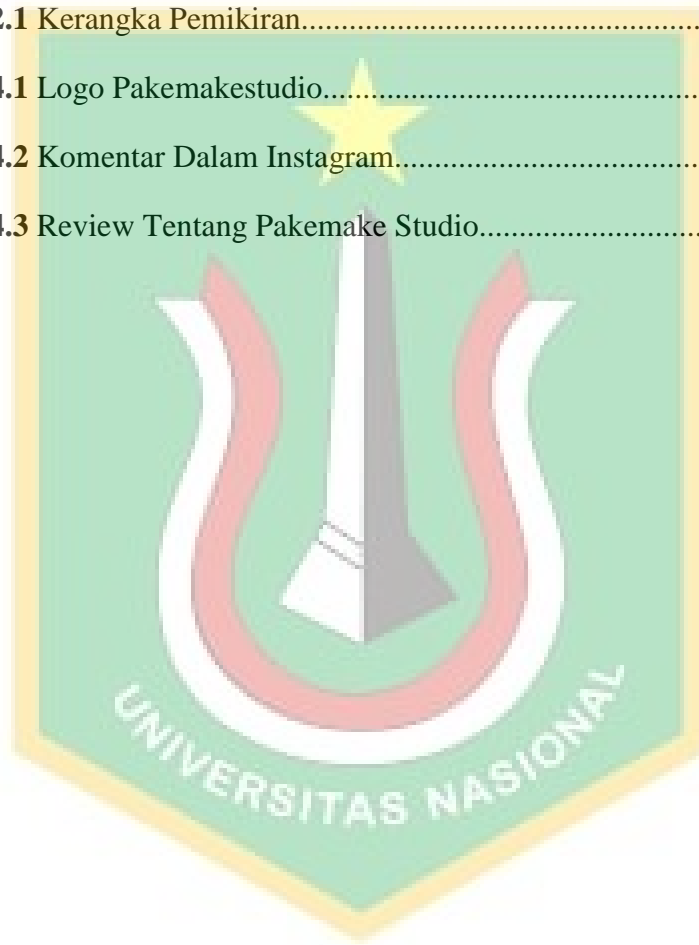 2.1 Kerangka Pemikiran..................................................
4.1 Logo Pakemakestudio...............................................
4.2 Komentar Dalam Instagram......................................
4.3 Review Tentang Pakemake Studio...........................
UNIVERSITAS NASIONAL